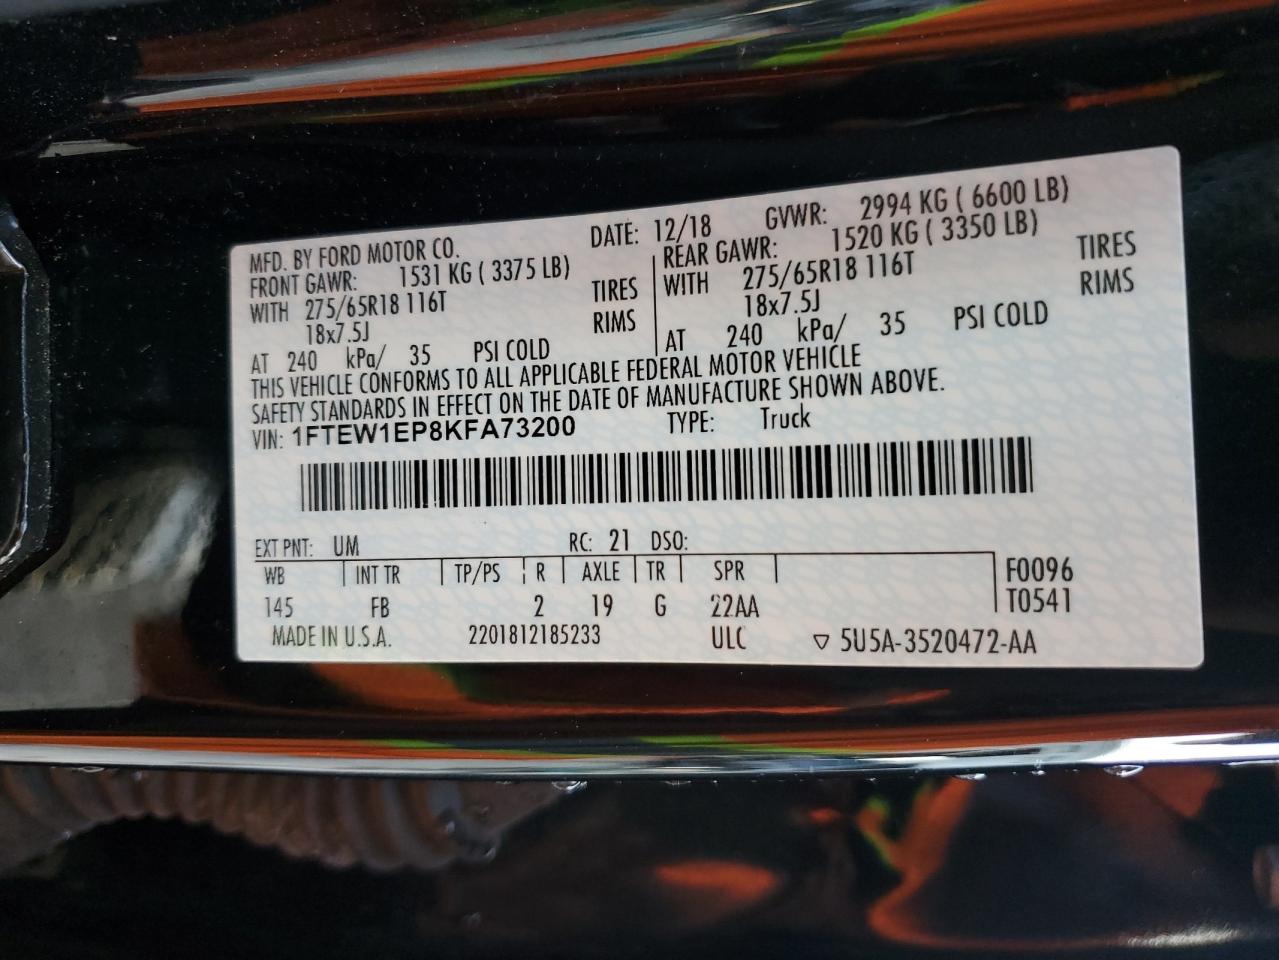 MFD. BY FORD MOTOR CO. DATE: 12/18 GVWR: 2994 KG ( 6600 LB)
FRONT GAWR: 1531 KG ( 3375 LB) REAR GAWR: 1520 KG ( 3350 LB)
WITH 275/65R18 116T TIRES WITH 275/65R18 116T TIRES
18x7.5J RIMS 18x7.5J RIMS
AT 240 kPa/ 35 PSI COLD AT 240 kPa/ 35 PSI COLD
THIS VEHICLE CONFORMS TO ALL APPLICABLE FEDERAL MOTOR VEHICLE
SAFETY STANDARDS IN EFFECT ON THE DATE OF MANUFACTURE SHOWN ABOVE.
VIN: 1FTEW1EP8KFA73200 TYPE: Truck
EXT PNT: UM RC: 21 DSO:
WB INT TR TP/PS R AXLE TR SPR F0096
145 FB 2 19 G 22AA T0541
MADE IN U.S.A. 2201812185233 ULC ▽ 5U5A-3520472-AA